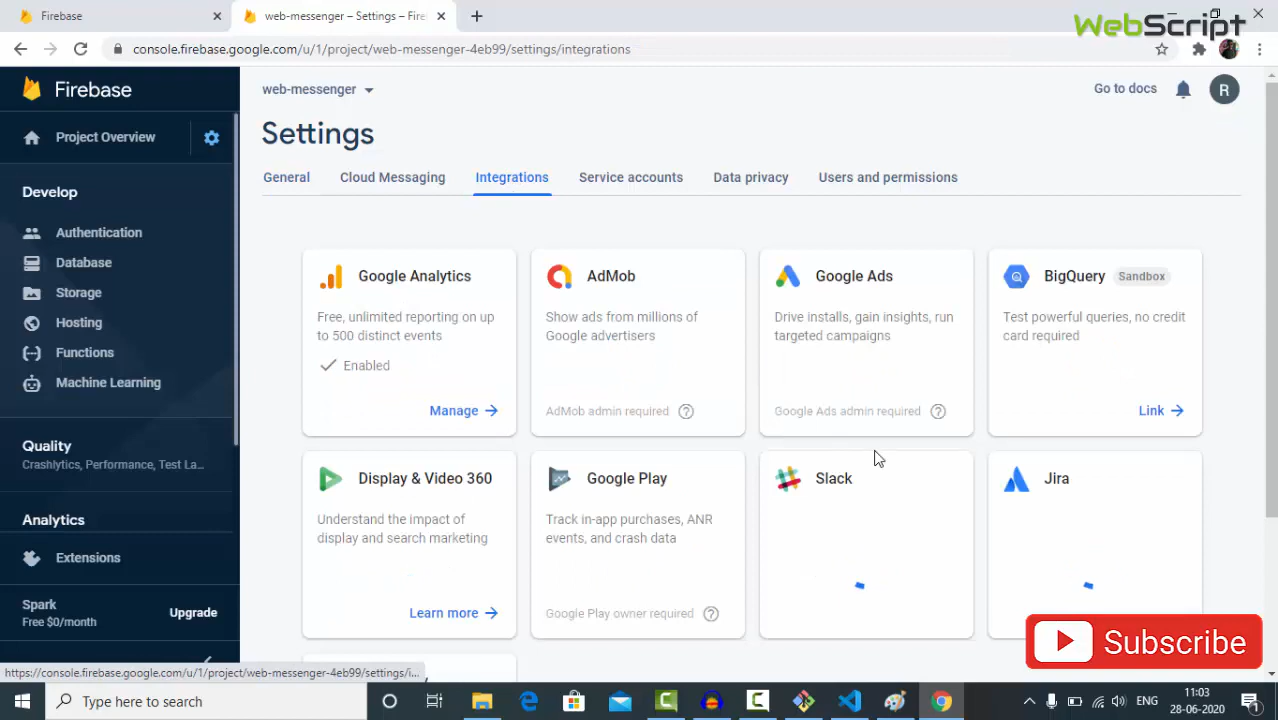 Firebase
web-messenger – Settings – Fire
WebScript
console.firebase.google.com/u/1/project/web-messenger-4eb99/settings/integrations
Firebase
web-messenger
Go to docs
R
Project Overview
Settings
General
Cloud Messaging
Integrations
Service accounts
Data privacy
Users and permissions
Develop
Authentication
Database
Storage
Hosting
Functions
Machine Learning
Quality
Crashlytics, Performance, Test La...
Analytics
Extensions
Spark
Free $0/month
Upgrade
Google Analytics
Free, unlimited reporting on up
to 500 distinct events
Enabled
Manage
AdMob
Show ads from millions of
Google advertisers
AdMob admin required
Google Ads
Drive installs, gain insights, run
targeted campaigns
Google Ads admin required
BigQuery Sandbox
Test powerful queries, no credit
card required
Link
Display & Video 360
Understand the impact of
display and search marketing
Learn more
Google Play
Track in-app purchases, ANR
events, and crash data
Google Play owner required
Slack
Jira
Subscribe
https://console.firebase.google.com/u/1/project/web-messenger-4eb99/settings/i...
Type here to search
ENG
11:03
28-06-2020
1